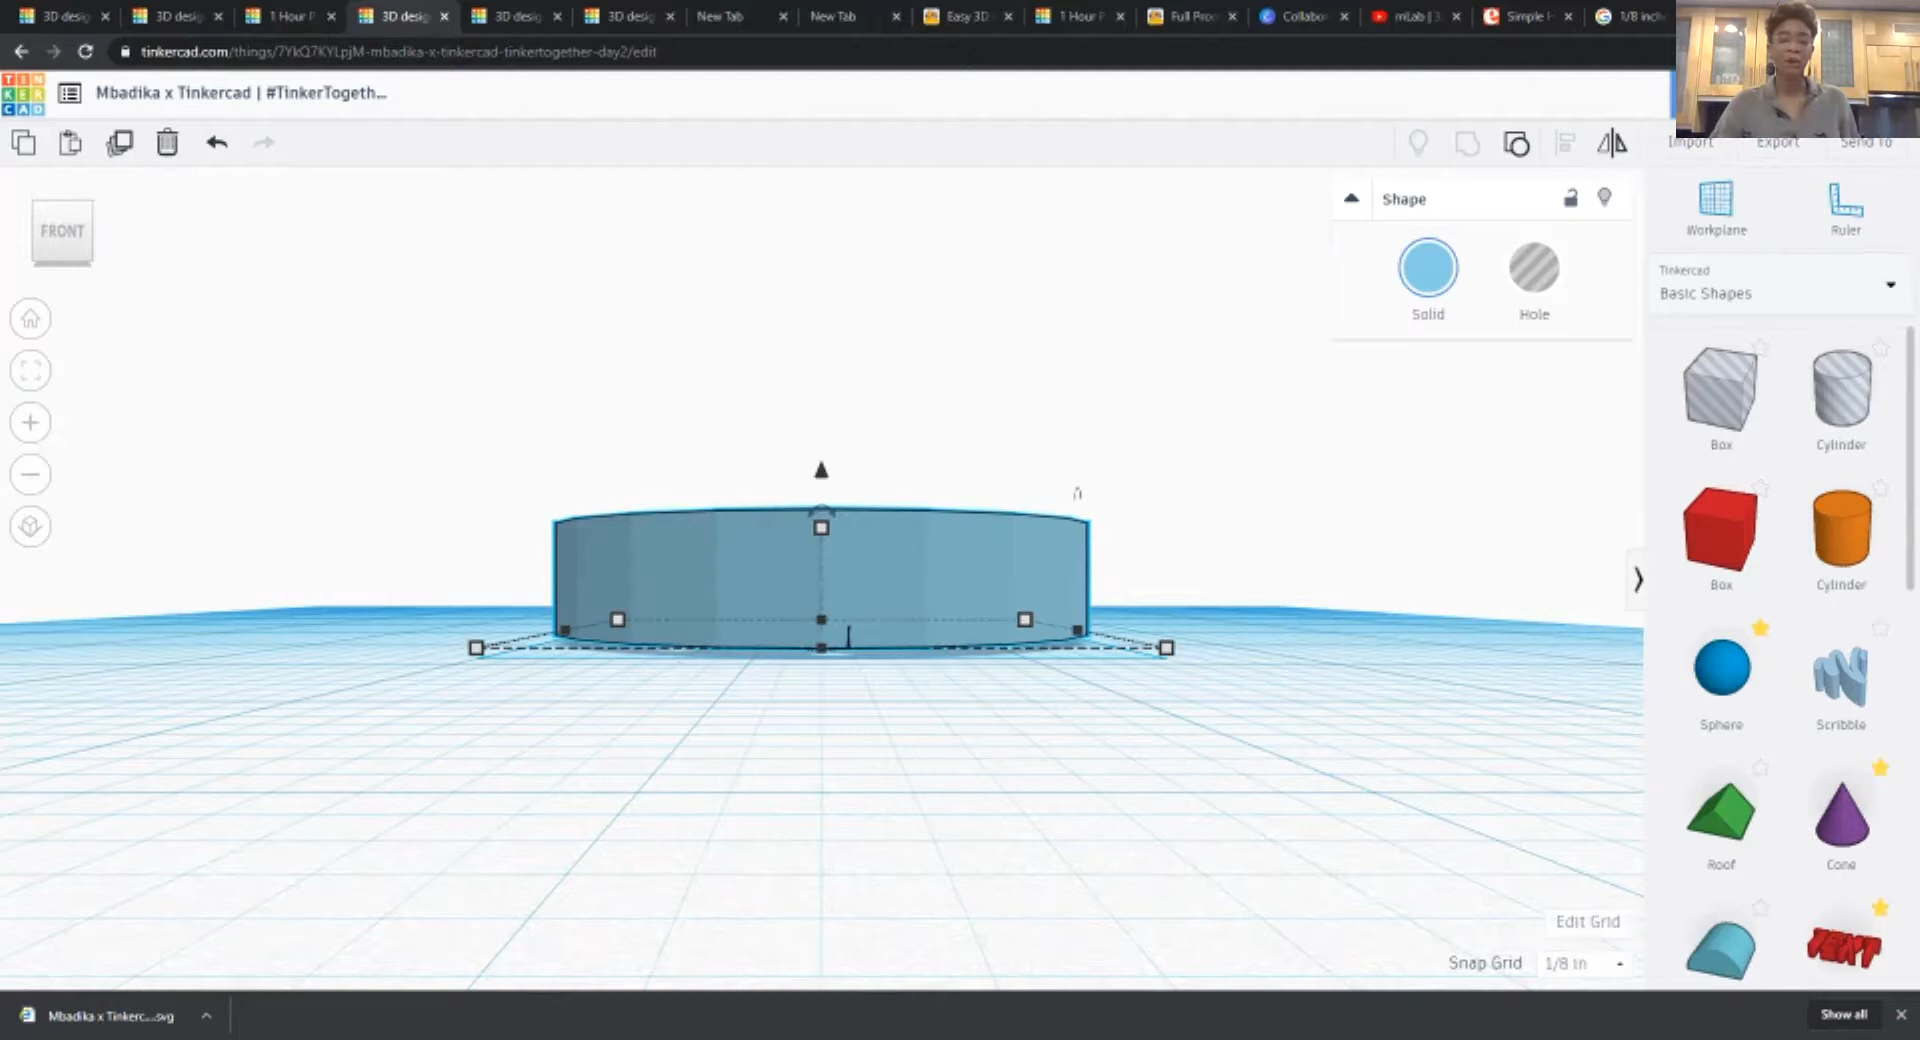 3D desig
3D desig
1 Hour P
3D desig
3D desig
3D desig
New Tab
New Tab
Easy 3D
1 Hour P
Full Proc
Collabo
mLab | 3
Simple H
1/8 inch
tinkercad.com/things/7YkQ7KYLpjM-mbadika-x-tinkercad-tinkertogether-day2/edit
TIN
KER
CAD
Mbadika x Tinkercad | #TinkerTogeth...
Import
Export
Send To
FRONT
Shape
Solid
Hole
Workplane
Ruler
Tinkercad
Basic Shapes
Box
Cylinder
Box
Cylinder
Sphere
Scribble
Roof
Cone
TEXT
Edit Grid
Snap Grid
1/8 in
Mbadika x Tinkerc....svg
Show all